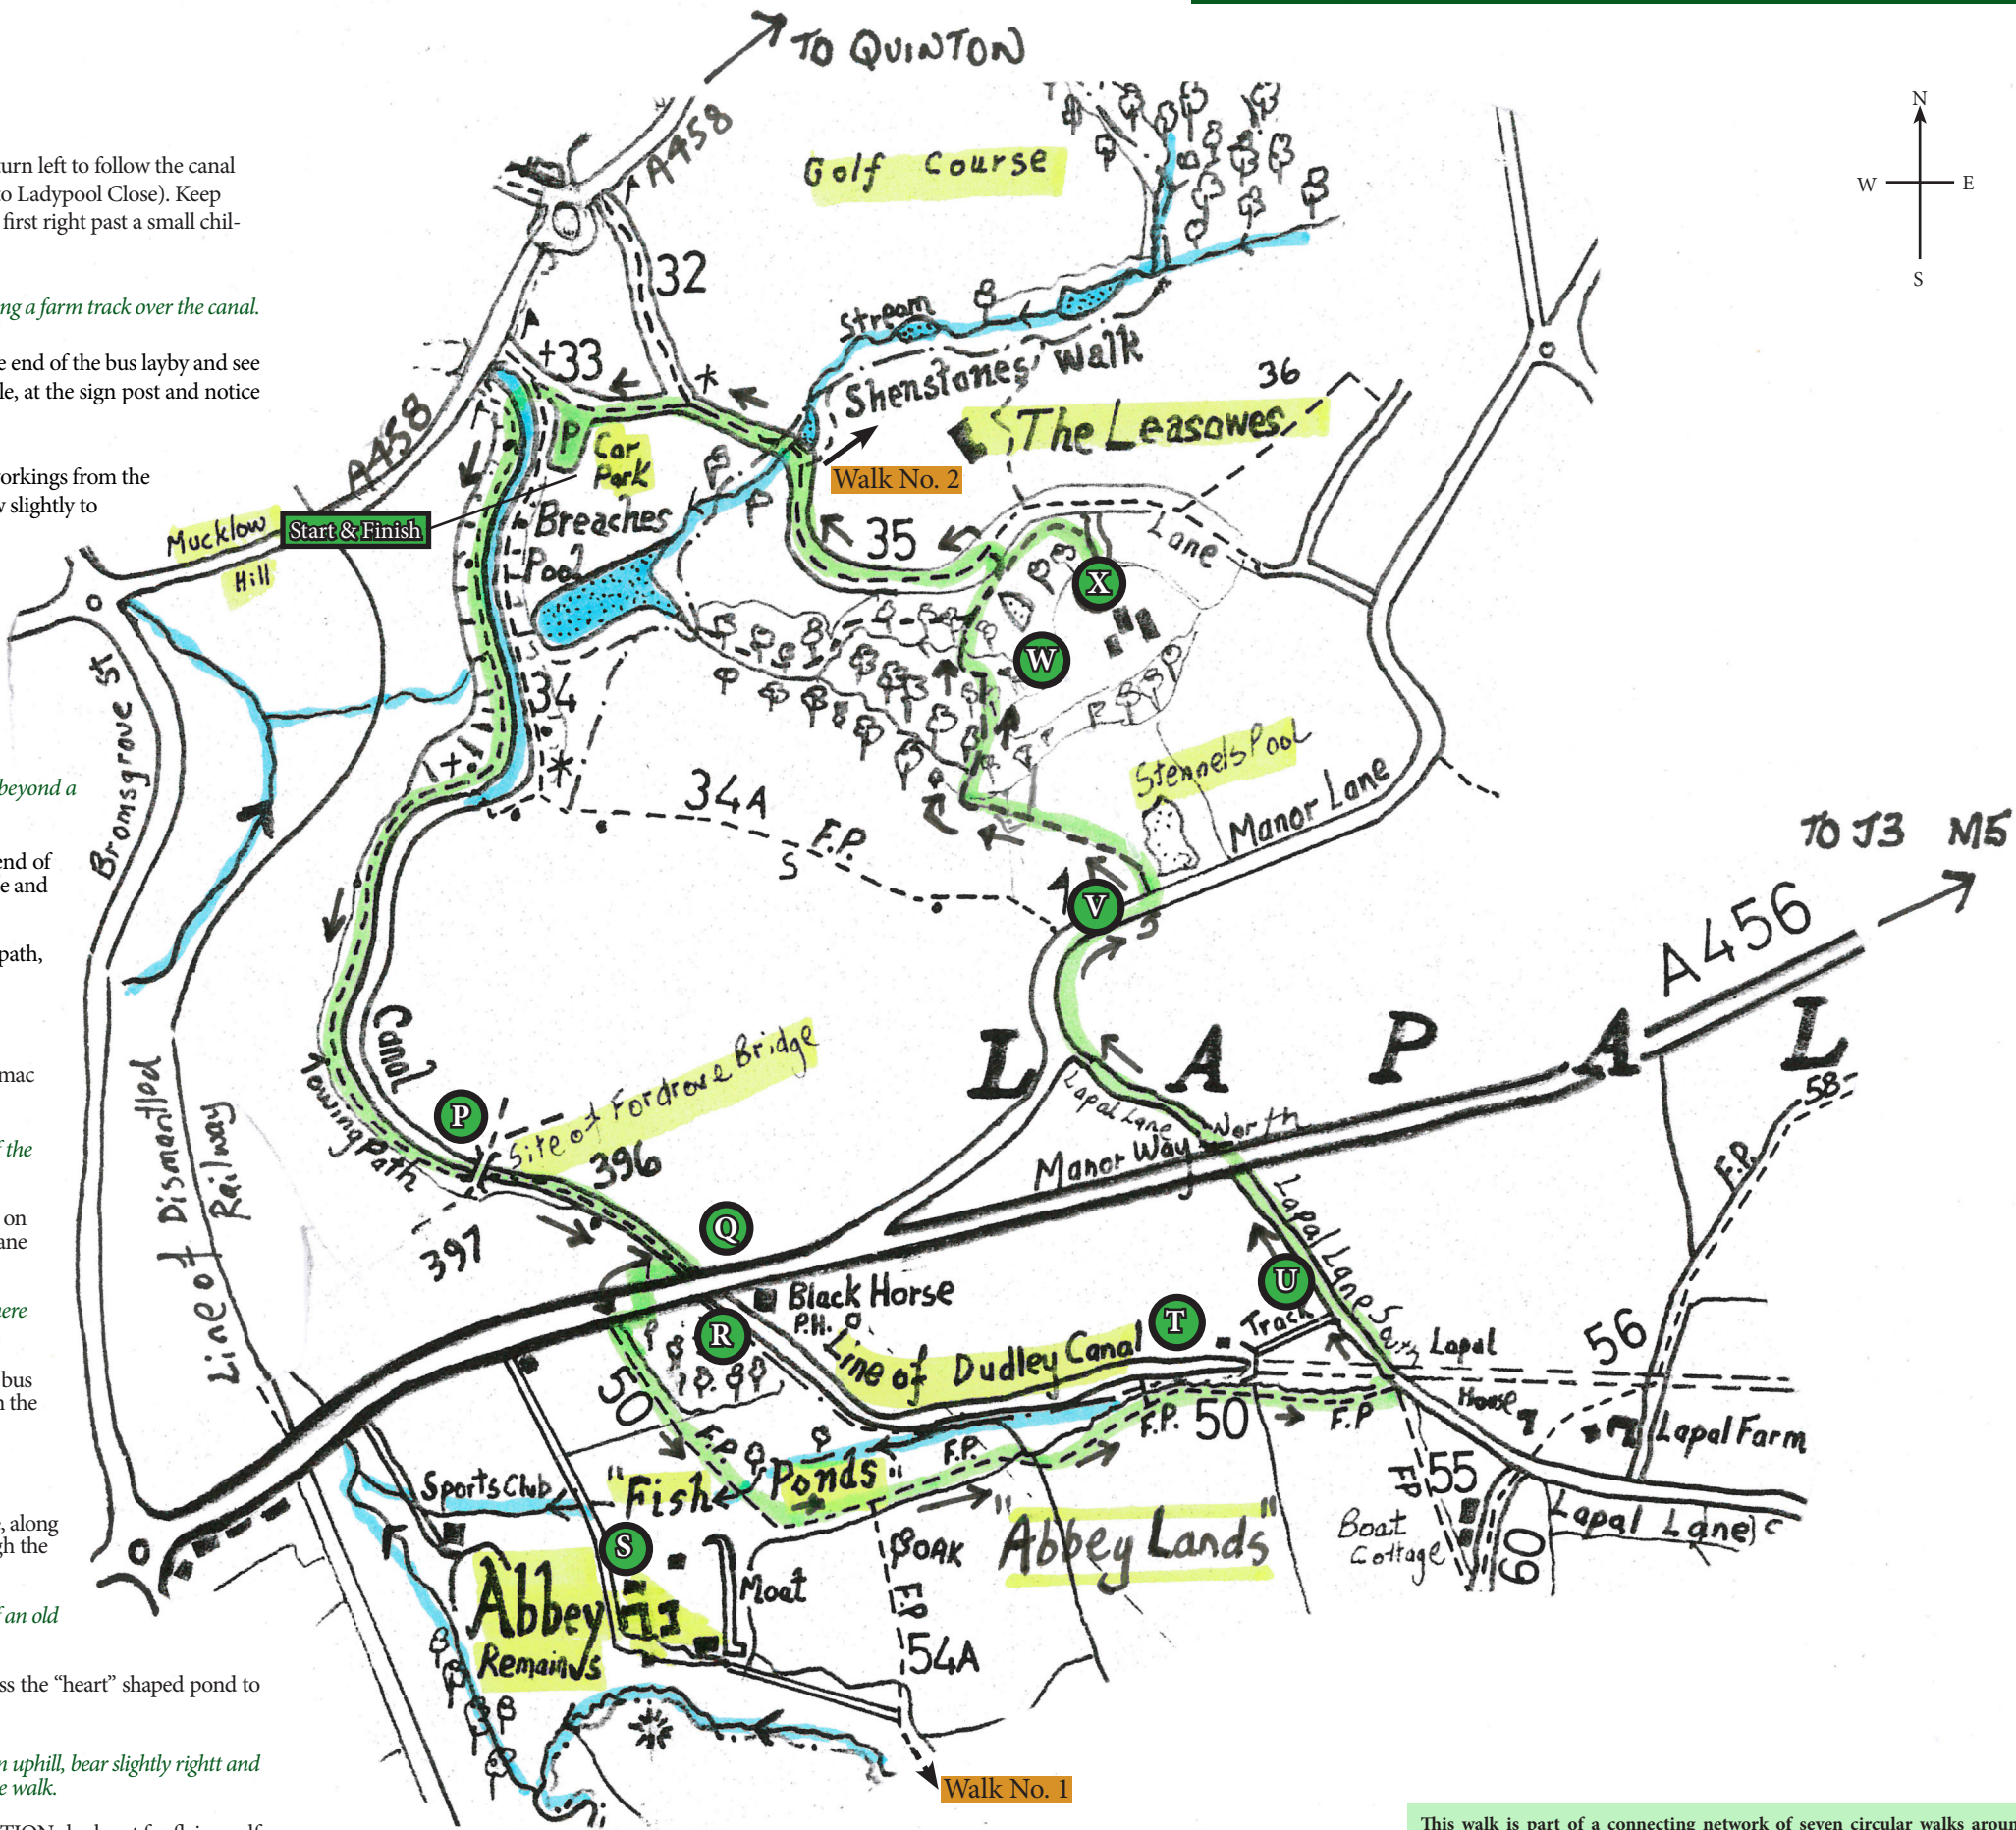 turn left to follow the canal
to Ladypool Close). Keep
first right past a small chil-
ng a farm track over the canal.
e end of the bus layby and see
le, at the sign post and notice
orkings from the
w slightly to
beyond a
end of
e and
path,
mac
f the
on
ane
here
bus
n the
, along
gh the
f an old
ss the “heart” shaped pond to
n uphill, bear slightly rightt and
e walk.
TO QUINTON
A458
Golf Course
N
W E
S
32
Stream
+33
*
Shenstones' Walk
36
The Leasowes
A458
P
Car
Park
Walk No. 2
Mucklow
Hill
Start & Finish
Breaches
Pool
P
35
Lane
X
W
Bromsgrove St
34
+
*
34A
F.P.
S
Stennels Pool
Manor Lane
TO J3 M5
V
S
A456
L A P A L
Canal
Towing Path
Line of Dismantled
Railway
P
Site of Fordrove Bridge
396
397
Lapal Lane North
Manor Way
58
F.P.
Q
Lapal Lane South
U
Black Horse
P.H.
R
T
Track
Line of Dudley Canal
Lapal
House
56
50
F.P.
F.P.
F.P. 50
F.P
Lapal Farm
Sports Club
"Fish Ponds"
55
F.P
Boat
Cottage
60
Lapal Lane
S
Moat
OAK
"Abbey Lands"
Abbey
Remains
F.P
54A
Walk No. 1
This walk is part of a connecting network of seven circular walks aroun